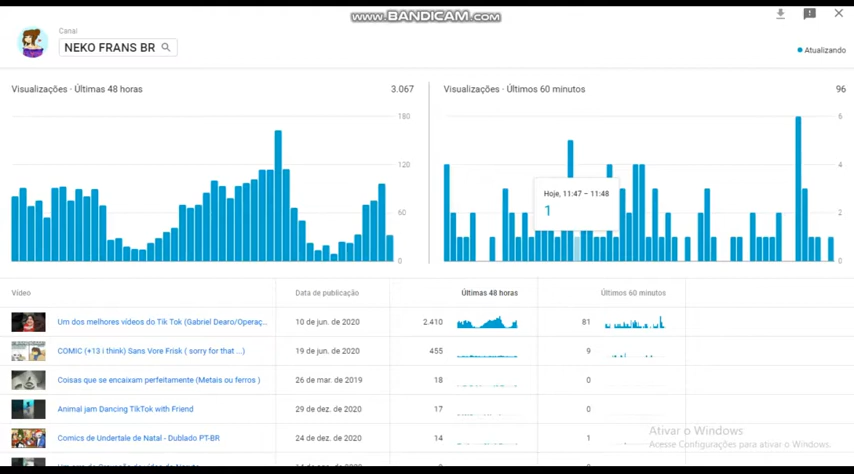 www.BANDICAM.com
Canal
NEKO FRANS BR
Atualizando
Visualizações · Últimas 48 horas
3.067
Visualizações · Últimos 60 minutos
96
180
120
60
0
6
4
2
0
Hoje, 11:47 – 11:48
1
Vídeo
Data de publicação
Últimas 48 horas
Últimos 60 minutos
Um dos melhores vídeos do Tik Tok (Gabriel Dearo/Operaç...
10 de jun. de 2020
2.410
81
COMIC (+13 i think) Sans Vore Frisk ( sorry for that ...)
19 de jun. de 2020
455
9
Coisas que se encaixam perfeitamente (Metais ou ferros )
26 de mar. de 2019
18
0
Animal jam Dancing TikTok with Friend
29 de dez. de 2020
17
0
Comics de Undertale de Natal - Dublado PT-BR
24 de dez. de 2020
14
1
Ativar o Windows
Acesse Configurações para ativar o Windows.